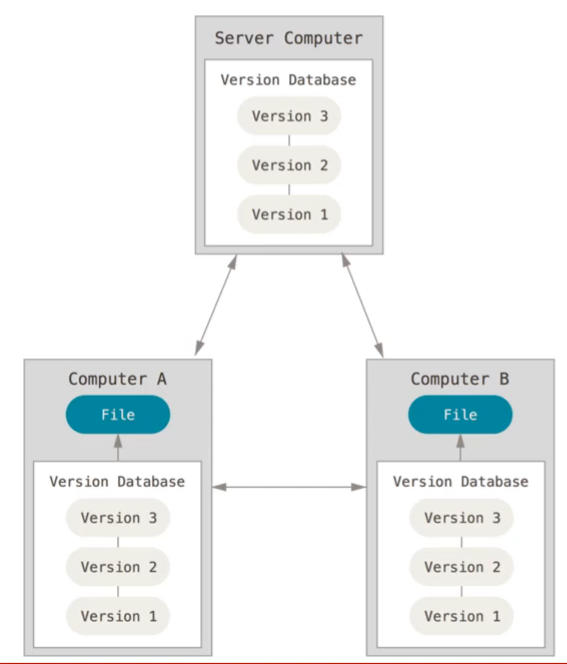 Server Computer
Version Database
Version 3
Version 2
Version 1
Computer A
File
Version Database
Version 3
Version 2
Version 1
Computer B
File
Version Database
Version 3
Version 2
Version 1